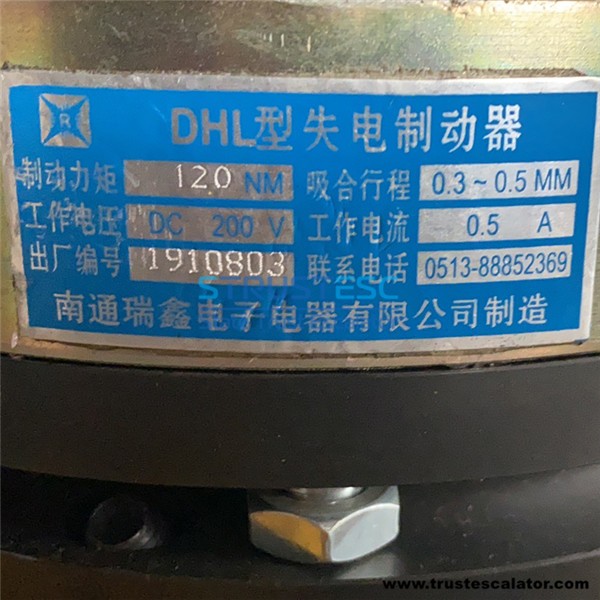 R
DHL型失电制动器
制动力矩 120 NM 吸合行程 0.3~0.5 MM
工作电压 DC 200 V 工作电流 0.5 A
出厂编号 1910803 联系电话 0513-88852369
南通瑞鑫电子电器有限公司制造
www.trustescalator.com